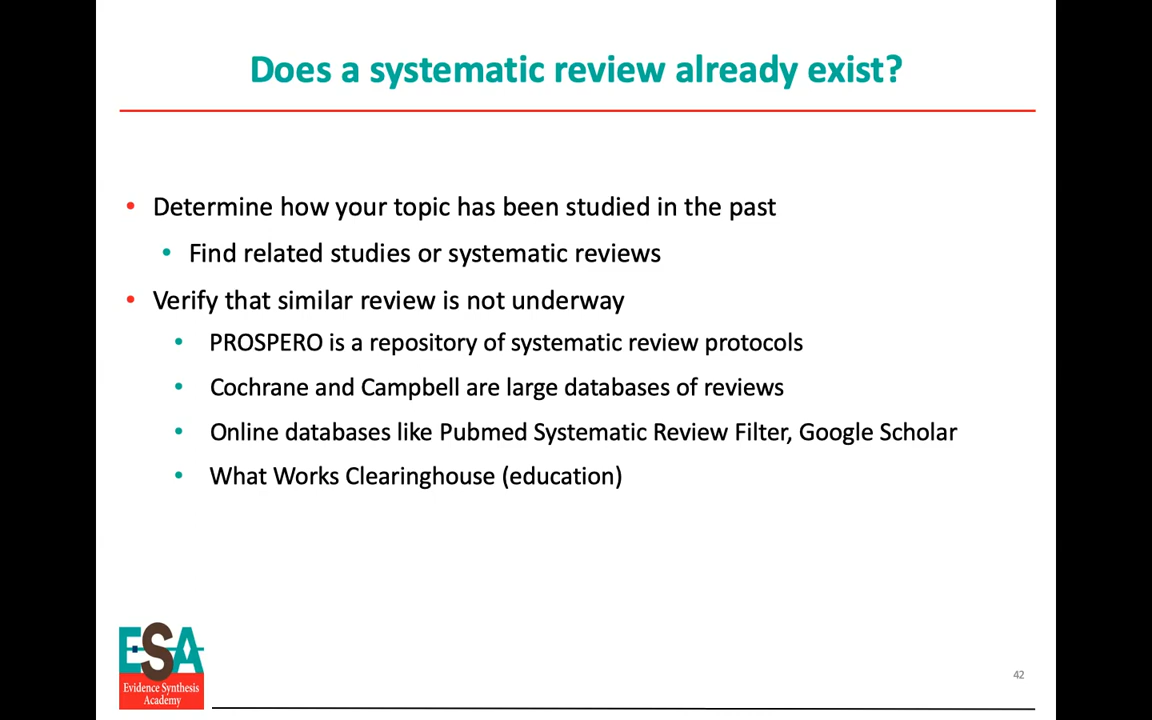 Does a systematic review already exist?
• Determine how your topic has been studied in the past
• Find related studies or systematic reviews
• Verify that similar review is not underway
• PROSPERO is a repository of systematic review protocols
• Cochrane and Campbell are large databases of reviews
• Online databases like Pubmed Systematic Review Filter, Google Scholar
• What Works Clearinghouse (education)
ESA
Evidence Synthesis
Academy
42